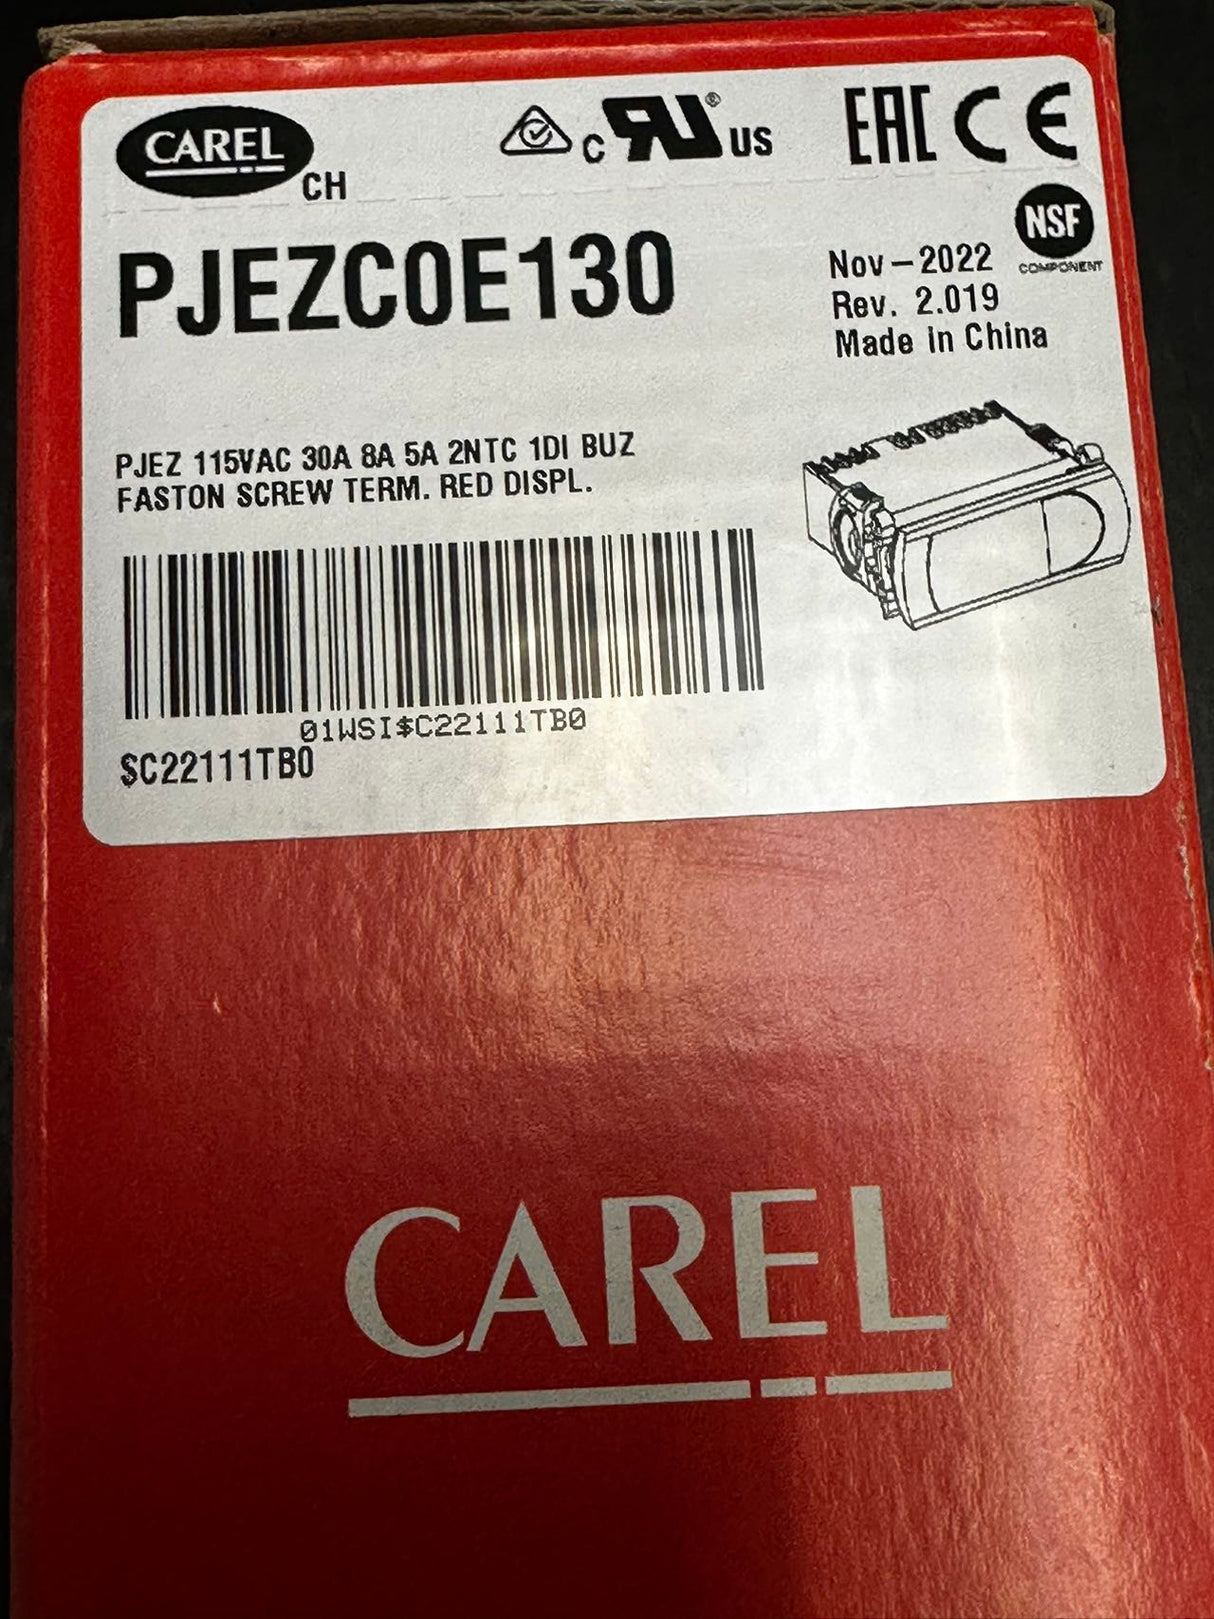 CAREL
CH
c RU® US
EAC CE
NSF
COMPONENT
PJEZC0E130
Nov-2022
Rev. 2.019
Made in China
PJEZ 115VAC 30A 8A 5A 2NTC 1DI BUZ
FASTON SCREW TERM. RED DISPL.
01WSI$C22111TB0
$C22111TB0
CAREL